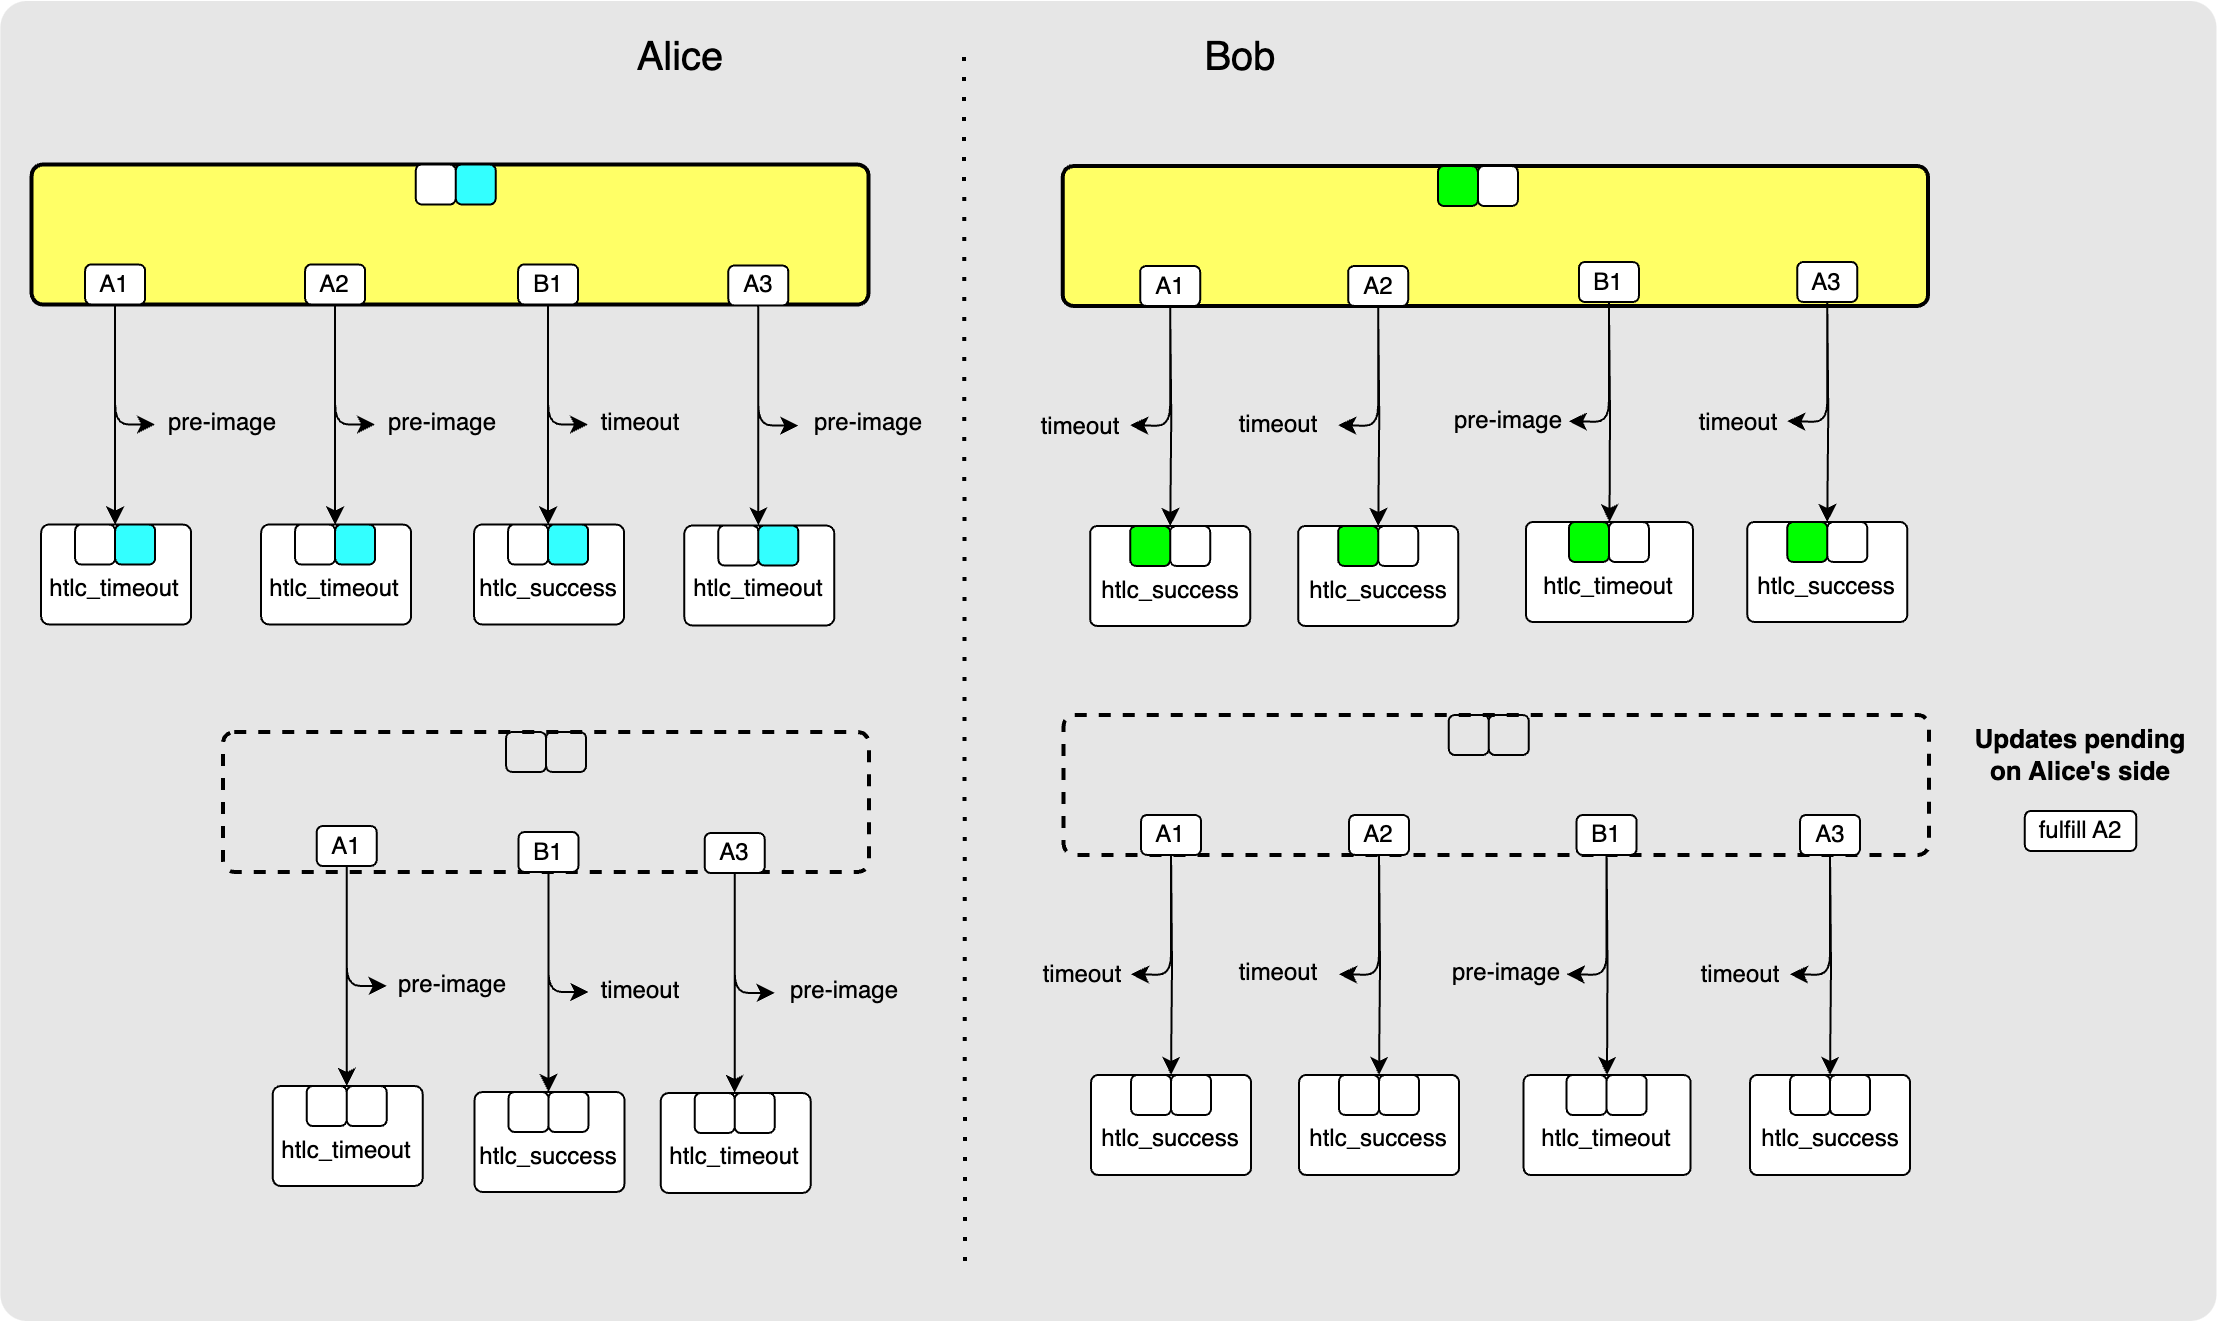 Alice
Bob
A1
A2
B1
A3
A1
A2
B1
A3
pre-image
pre-image
timeout
pre-image
timeout
timeout
pre-image
timeout
htlc_timeout
htlc_timeout
htlc_success
htlc_timeout
htlc_success
htlc_success
htlc_timeout
htlc_success
Updates pending
on Alice's side
fulfill A2
A1
B1
A3
A1
A2
B1
A3
pre-image
timeout
pre-image
timeout
timeout
pre-image
timeout
htlc_timeout
htlc_success
htlc_timeout
htlc_success
htlc_success
htlc_timeout
htlc_success